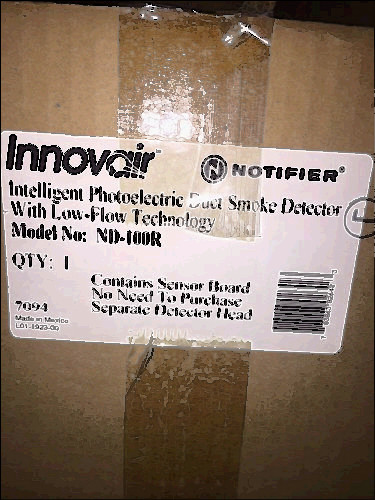 Innovair™ NOTIFIER®
Intelligent Photoelectric Duct Smoke Detector
With Low-Flow Technology
Model No: ND-100R
QTY: 1
Contains Sensor Board
No Need To Purchase
Separate Detector Head
7094
Made in Mexico